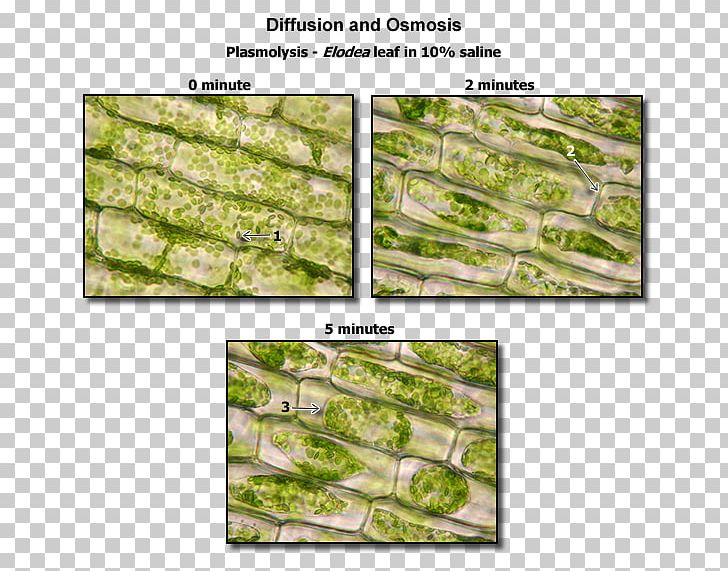 Diffusion and Osmosis
Plasmolysis - Elodea leaf in 10% saline
0 minute
2 minutes
1
2
5 minutes
3